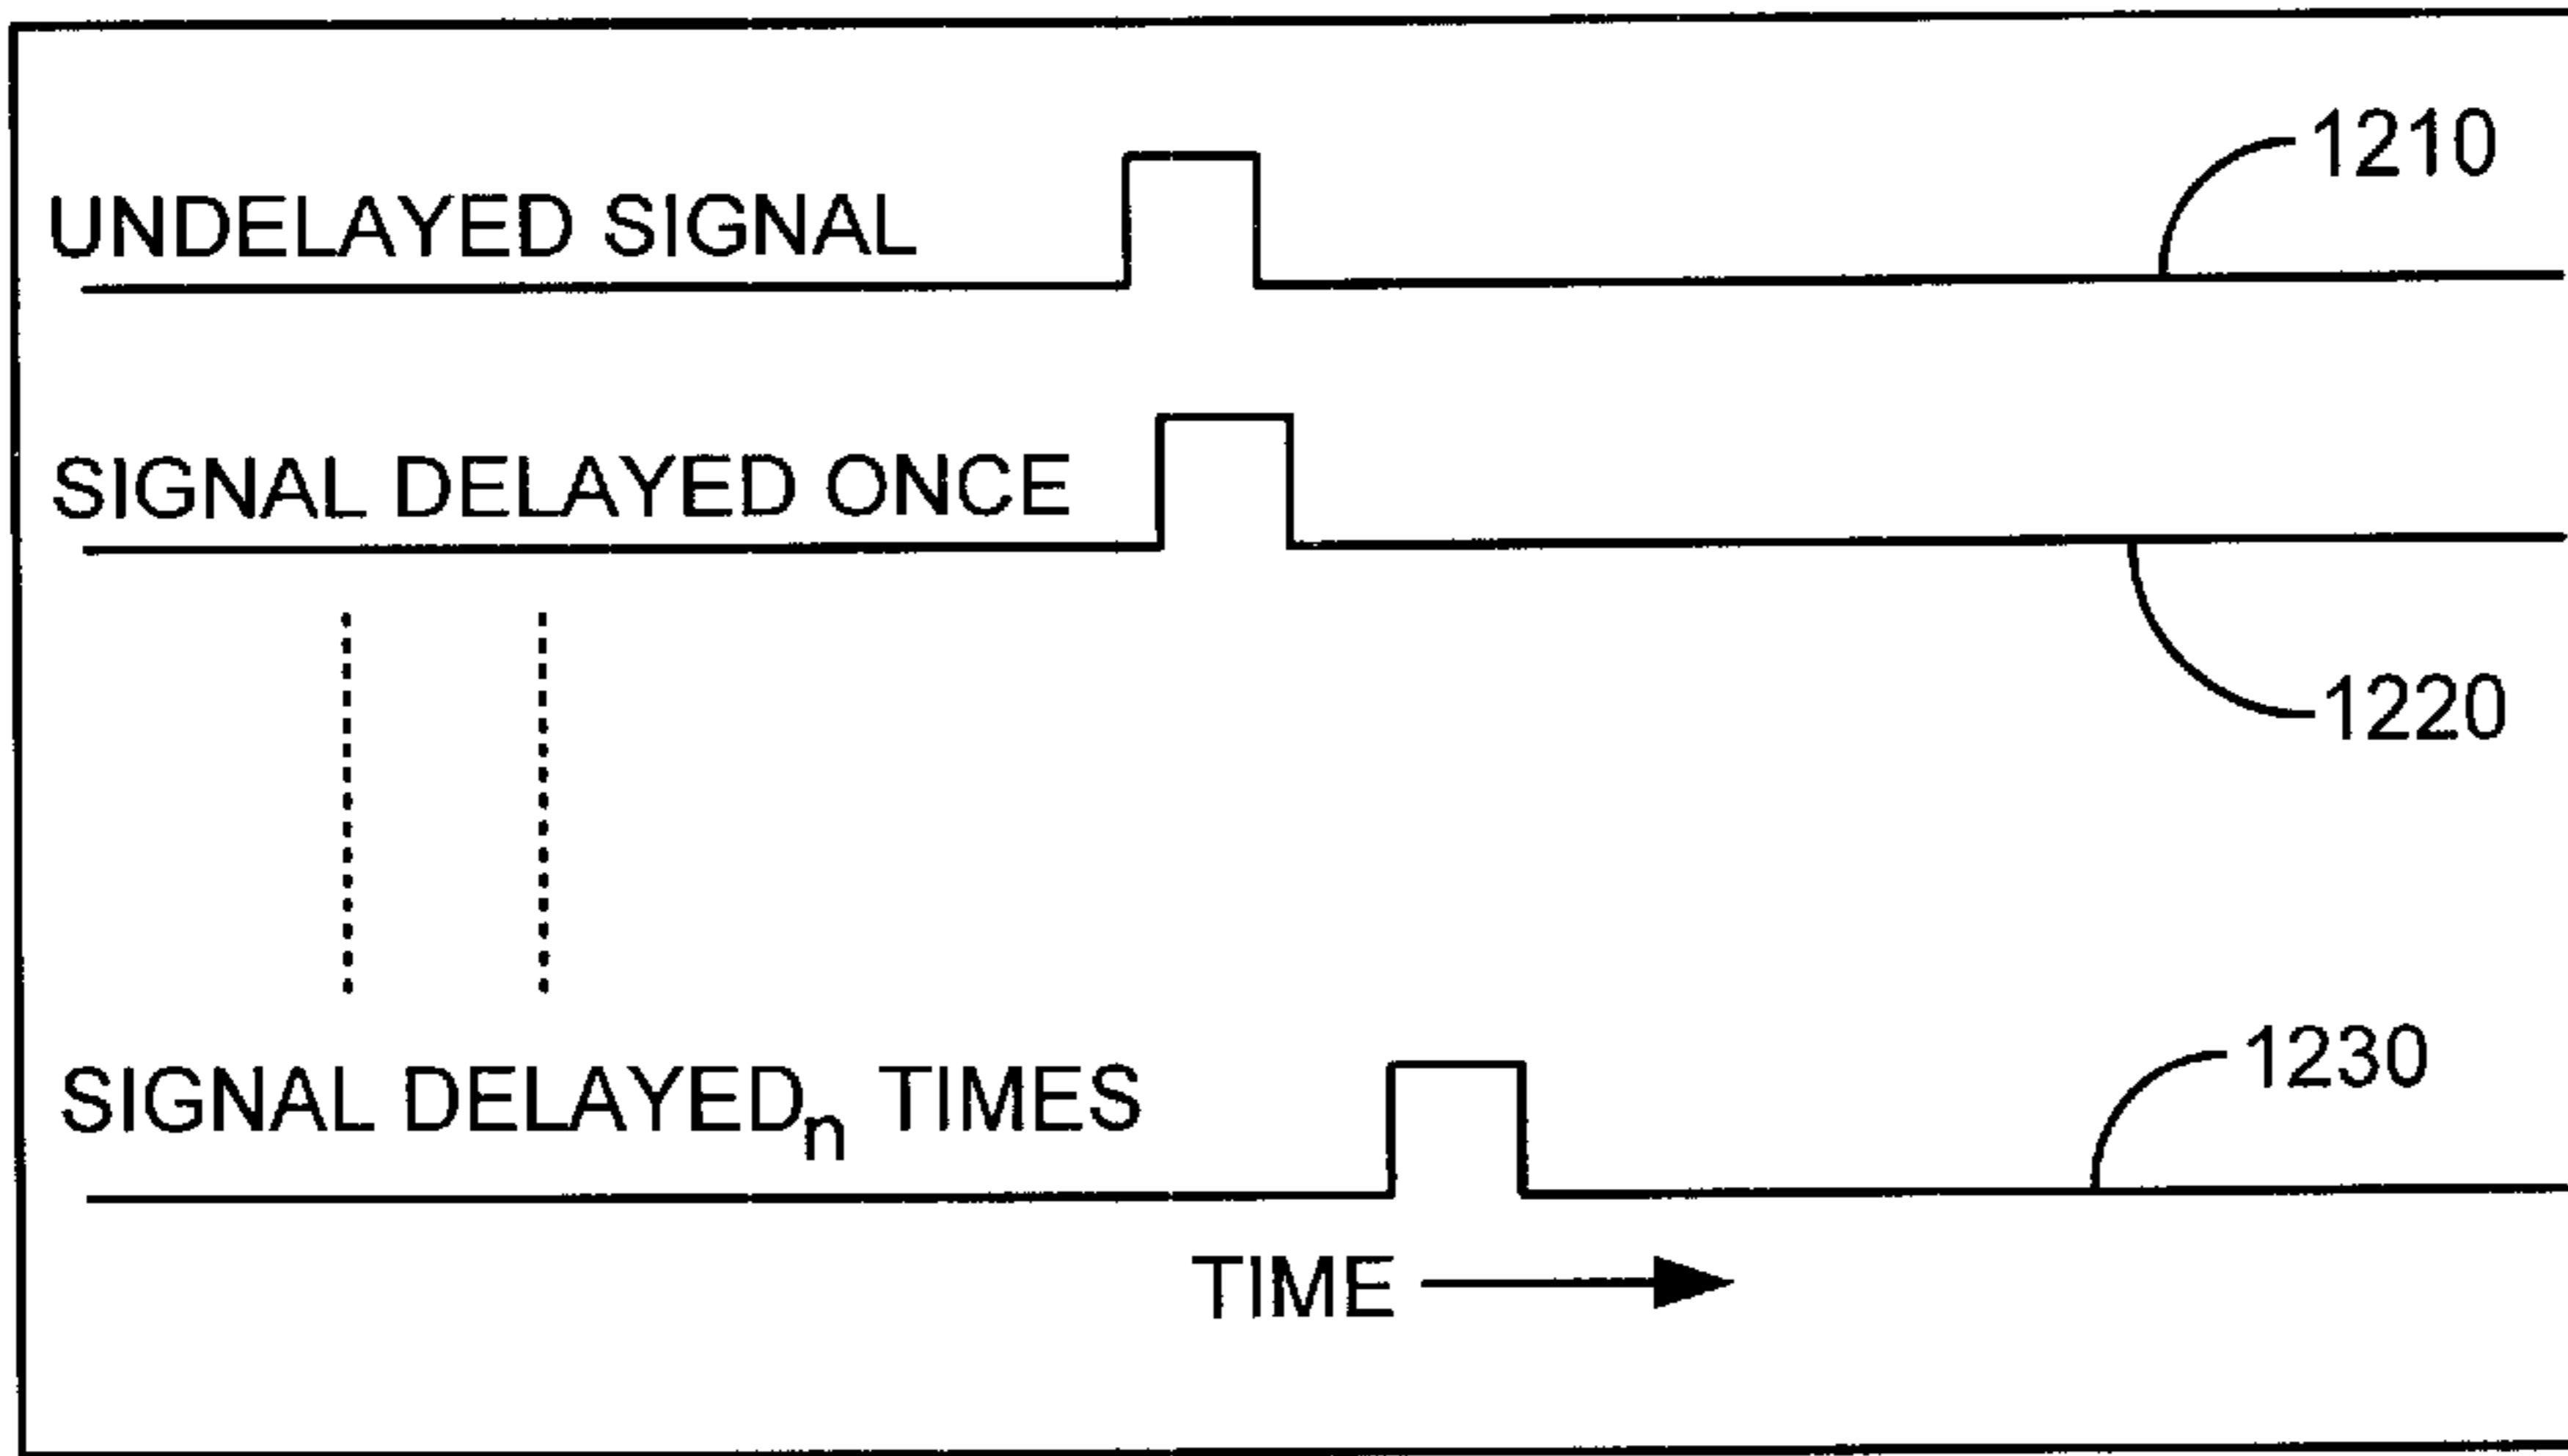 1210
UNDELAYED SIGNAL
SIGNAL DELAYED ONCE
1220
1230
SIGNAL DELAYEDn TIMES
TIME